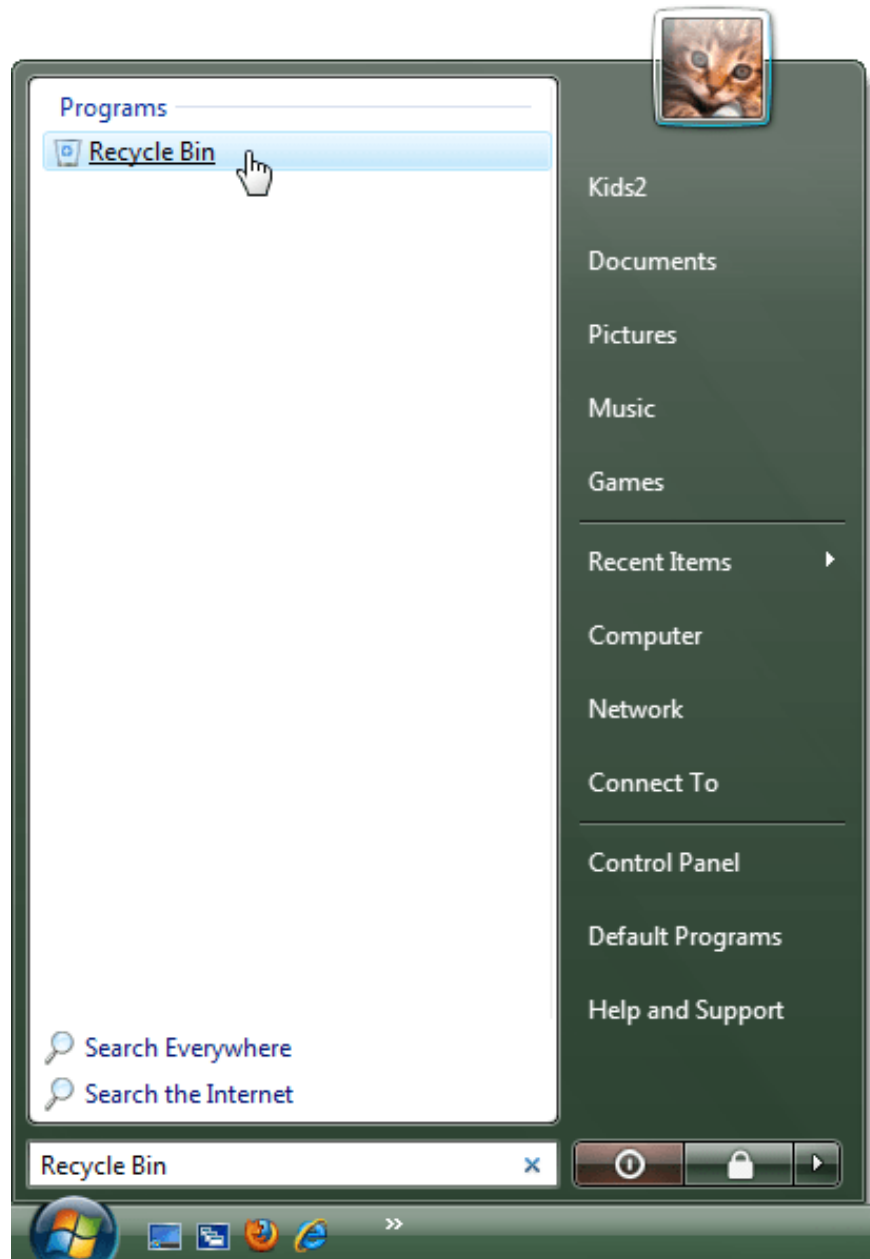 Programs
Recycle Bin
Search Everywhere
Search the Internet
Recycle Bin
Kids2
Documents
Pictures
Music
Games
Recent Items
Computer
Network
Connect To
Control Panel
Default Programs
Help and Support